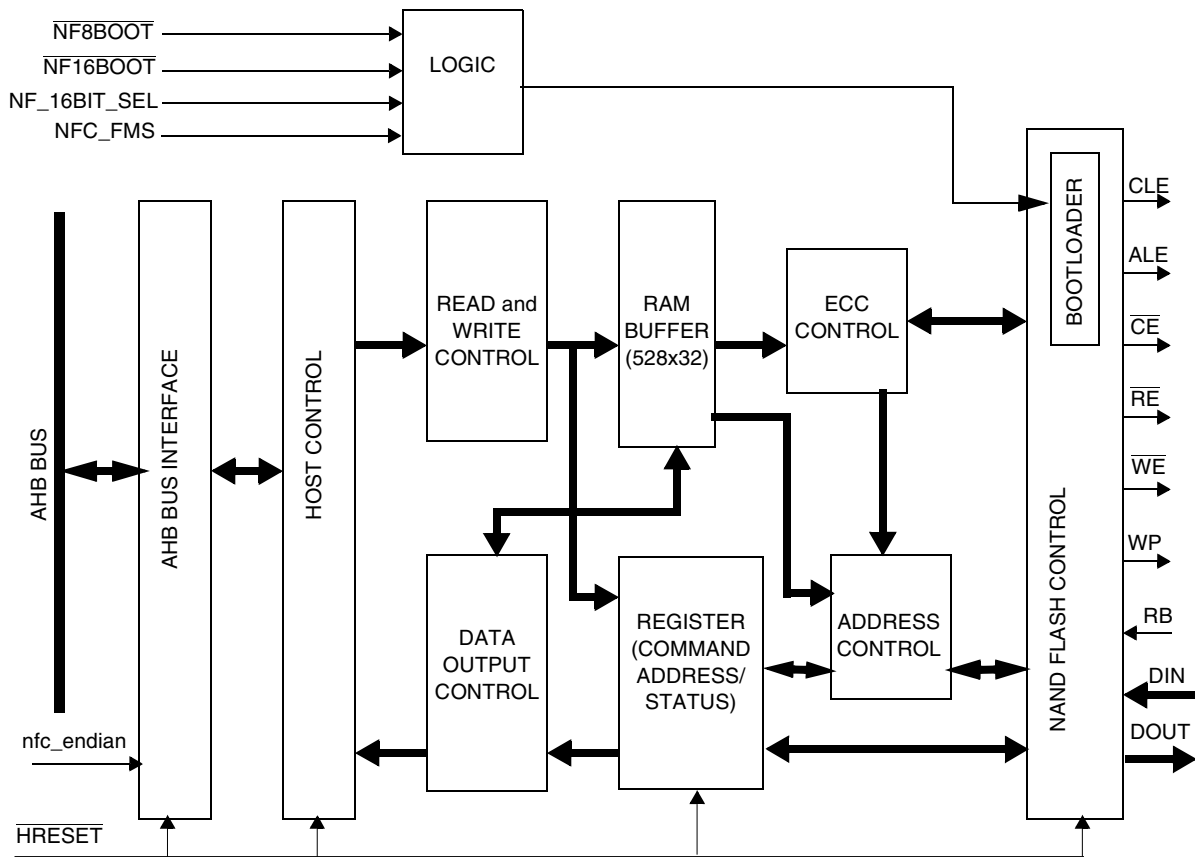 NF8BOOT
NF16BOOT
NF_16BIT_SEL
NFC_FMS
LOGIC
AHB BUS
AHB BUS INTERFACE
HOST CONTROL
READ and
WRITE
CONTROL
RAM
BUFFER
(528x32)
ECC
CONTROL
BOOTLOADER
NAND FLASH CONTROL
CLE
ALE
CE
RE
WE
WP
RB
DIN
DOUT
DATA
OUTPUT
CONTROL
REGISTER
(COMMAND
ADDRESS/
STATUS)
ADDRESS
CONTROL
nfc_endian
HRESET